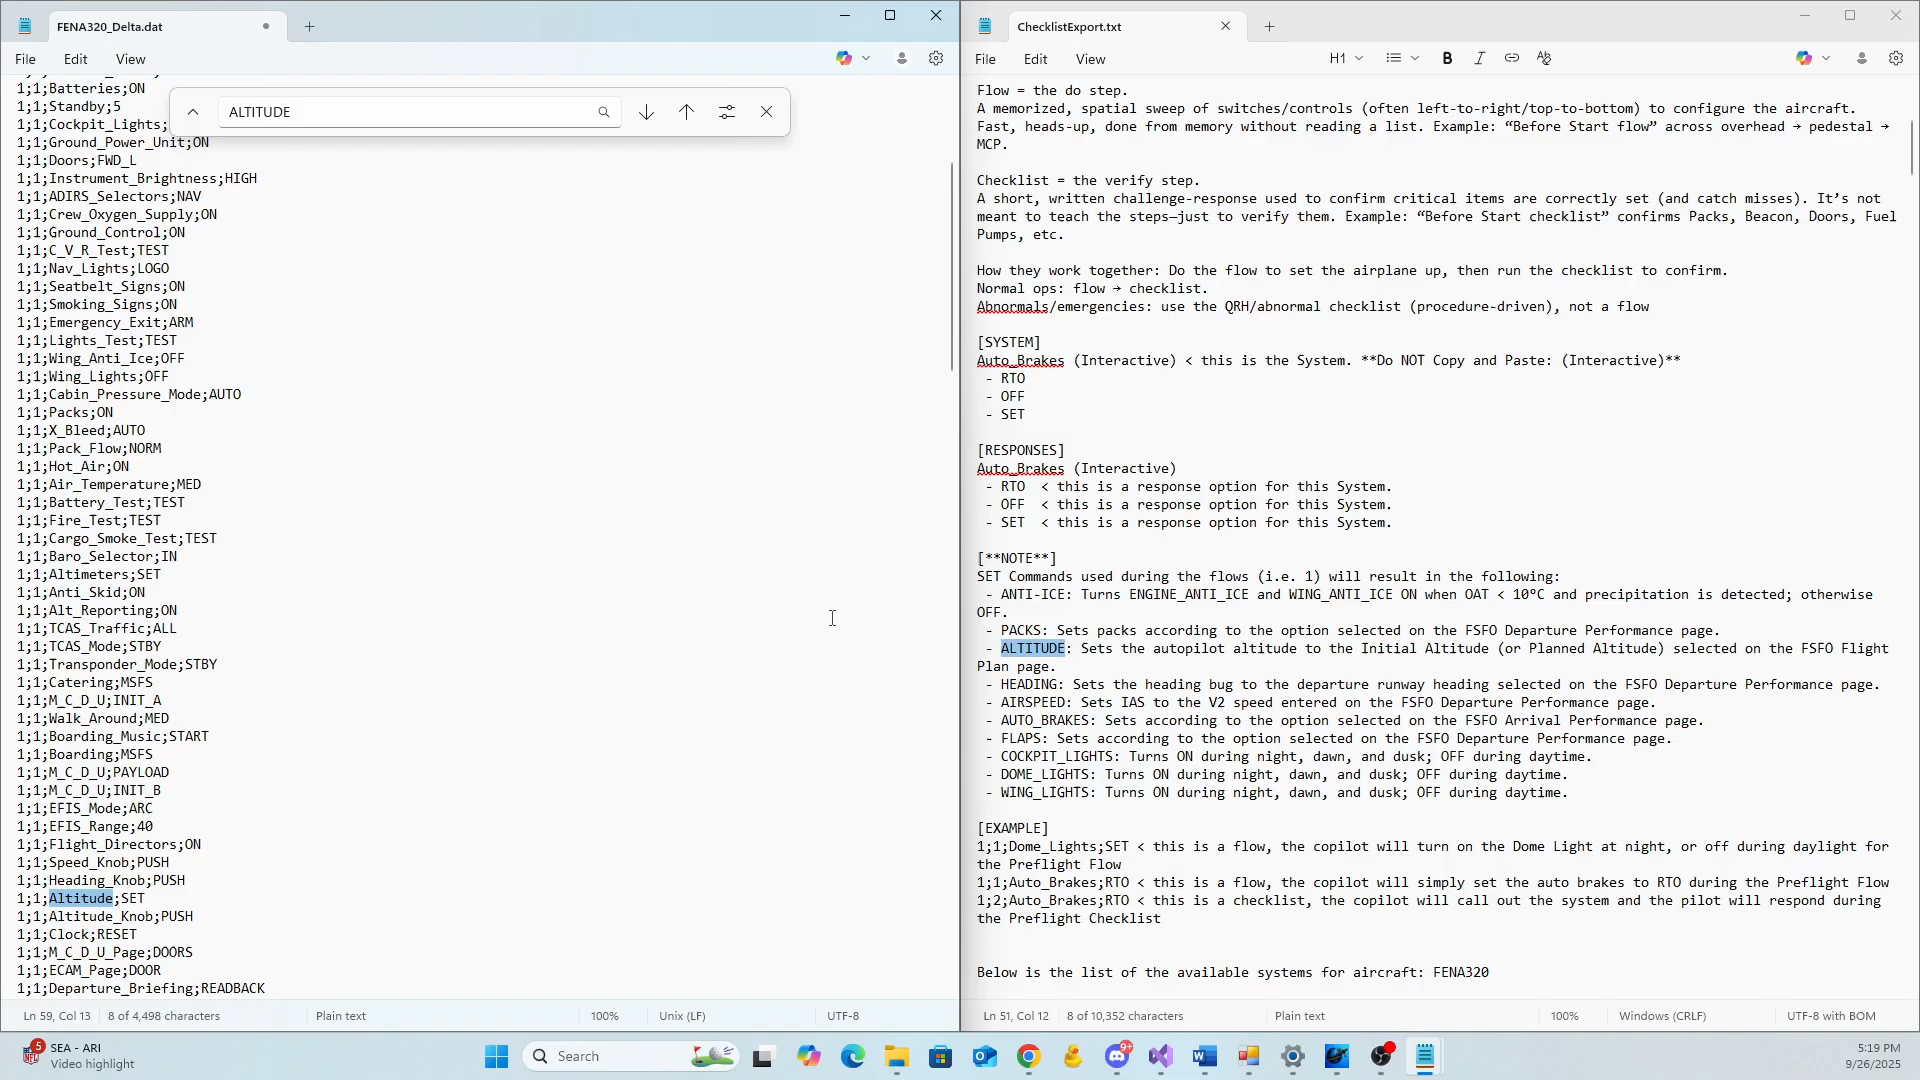 FENA320_Delta.dat
File Edit View
ALTITUDE
1;1;Batteries;ON
1;1;Standby;5
1;1;Cockpit_Lights;
1;1;Ground_Power_Unit;ON
1;1;Doors;FWD_L
1;1;Instrument_Brightness;HIGH
1;1;ADIRS_Selectors;NAV
1;1;Crew_Oxygen_Supply;ON
1;1;Ground_Control;ON
1;1;C_V_R_Test;TEST
1;1;Nav_Lights;LOGO
1;1;Seatbelt_Signs;ON
1;1;Smoking_Signs;ON
1;1;Emergency_Exit;ARM
1;1;Lights_Test;TEST
1;1;Wing_Anti_Ice;OFF
1;1;Wing_Lights;OFF
1;1;Cabin_Pressure_Mode;AUTO
1;1;Packs;ON
1;1;X_Bleed;AUTO
1;1;Pack_Flow;NORM
1;1;Hot_Air;ON
1;1;Air_Temperature;MED
1;1;Battery_Test;TEST
1;1;Fire_Test;TEST
1;1;Cargo_Smoke_Test;TEST
1;1;Baro_Selector;IN
1;1;Altimeters;SET
1;1;Anti_Skid;ON
1;1;Alt_Reporting;ON
1;1;TCAS_Traffic;ALL
1;1;TCAS_Mode;STBY
1;1;Transponder_Mode;STBY
1;1;Catering;MSFS
1;1;M_C_D_U;INIT_A
1;1;Walk_Around;MED
1;1;Boarding_Music;START
1;1;Boarding;MSFS
1;1;M_C_D_U;PAYLOAD
1;1;M_C_D_U;INIT_B
1;1;EFIS_Mode;ARC
1;1;EFIS_Range;40
1;1;Flight_Directors;ON
1;1;Speed_Knob;PUSH
1;1;Heading_Knob;PUSH
1;1;Altitude;SET
1;1;Altitude_Knob;PUSH
1;1;Clock;RESET
1;1;M_C_D_U_Page;DOORS
1;1;ECAM_Page;DOOR
1;1;Departure_Briefing;READBACK
Ln 59, Col 13 8 of 4,498 characters Plain text 100% Unix (LF) UTF-8
ChecklistExport.txt
File Edit View H1 B I
Flow = the do step.
A memorized, spatial sweep of switches/controls (often left-to-right/top-to-bottom) to configure the aircraft.
Fast, heads-up, done from memory without reading a list. Example: “Before Start flow” across overhead → pedestal →
MCP.
Checklist = the verify step.
A short, written challenge-response used to confirm critical items are correctly set (and catch misses). It’s not
meant to teach the steps—just to verify them. Example: “Before Start checklist” confirms Packs, Beacon, Doors, Fuel
Pumps, etc.
How they work together: Do the flow to set the airplane up, then run the checklist to confirm.
Normal ops: flow → checklist.
Abnormals/emergencies: use the QRH/abnormal checklist (procedure-driven), not a flow
[SYSTEM]
Auto_Brakes (Interactive) < this is the System. **Do NOT Copy and Paste: (Interactive)**
- RTO
- OFF
- SET
[RESPONSES]
Auto_Brakes (Interactive)
- RTO < this is a response option for this System.
- OFF < this is a response option for this System.
- SET < this is a response option for this System.
[**NOTE**]
SET Commands used during the flows (i.e. 1) will result in the following:
- ANTI-ICE: Turns ENGINE_ANTI_ICE and WING_ANTI_ICE ON when OAT < 10°C and precipitation is detected; otherwise
OFF.
- PACKS: Sets packs according to the option selected on the FSFO Departure Performance page.
- ALTITUDE: Sets the autopilot altitude to the Initial Altitude (or Planned Altitude) selected on the FSFO Flight
Plan page.
- HEADING: Sets the heading bug to the departure runway heading selected on the FSFO Departure Performance page.
- AIRSPEED: Sets IAS to the V2 speed entered on the FSFO Departure Performance page.
- AUTO_BRAKES: Sets according to the option selected on the FSFO Arrival Performance page.
- FLAPS: Sets according to the option selected on the FSFO Departure Performance page.
- COCKPIT_LIGHTS: Turns ON during night, dawn, and dusk; OFF during daytime.
- DOME_LIGHTS: Turns ON during night, dawn, and dusk; OFF during daytime.
- WING_LIGHTS: Turns ON during night, dawn, and dusk; OFF during daytime.
[EXAMPLE]
1;1;Dome_Lights;SET < this is a flow, the copilot will turn on the Dome Light at night, or off during daylight for
the Preflight Flow
1;1;Auto_Brakes;RTO < this is a flow, the copilot will simply set the auto brakes to RTO during the Preflight Flow
1;2;Auto_Brakes;RTO < this is a checklist, the copilot will call out the system and the pilot will respond during
the Preflight Checklist
Below is the list of the available systems for aircraft: FENA320
Ln 51, Col 12 8 of 10,352 characters Plain text 100% Windows (CRLF) UTF-8 with BOM
5 SEA - ARI
Video highlight
Search
9+
5:19 PM
9/26/2025